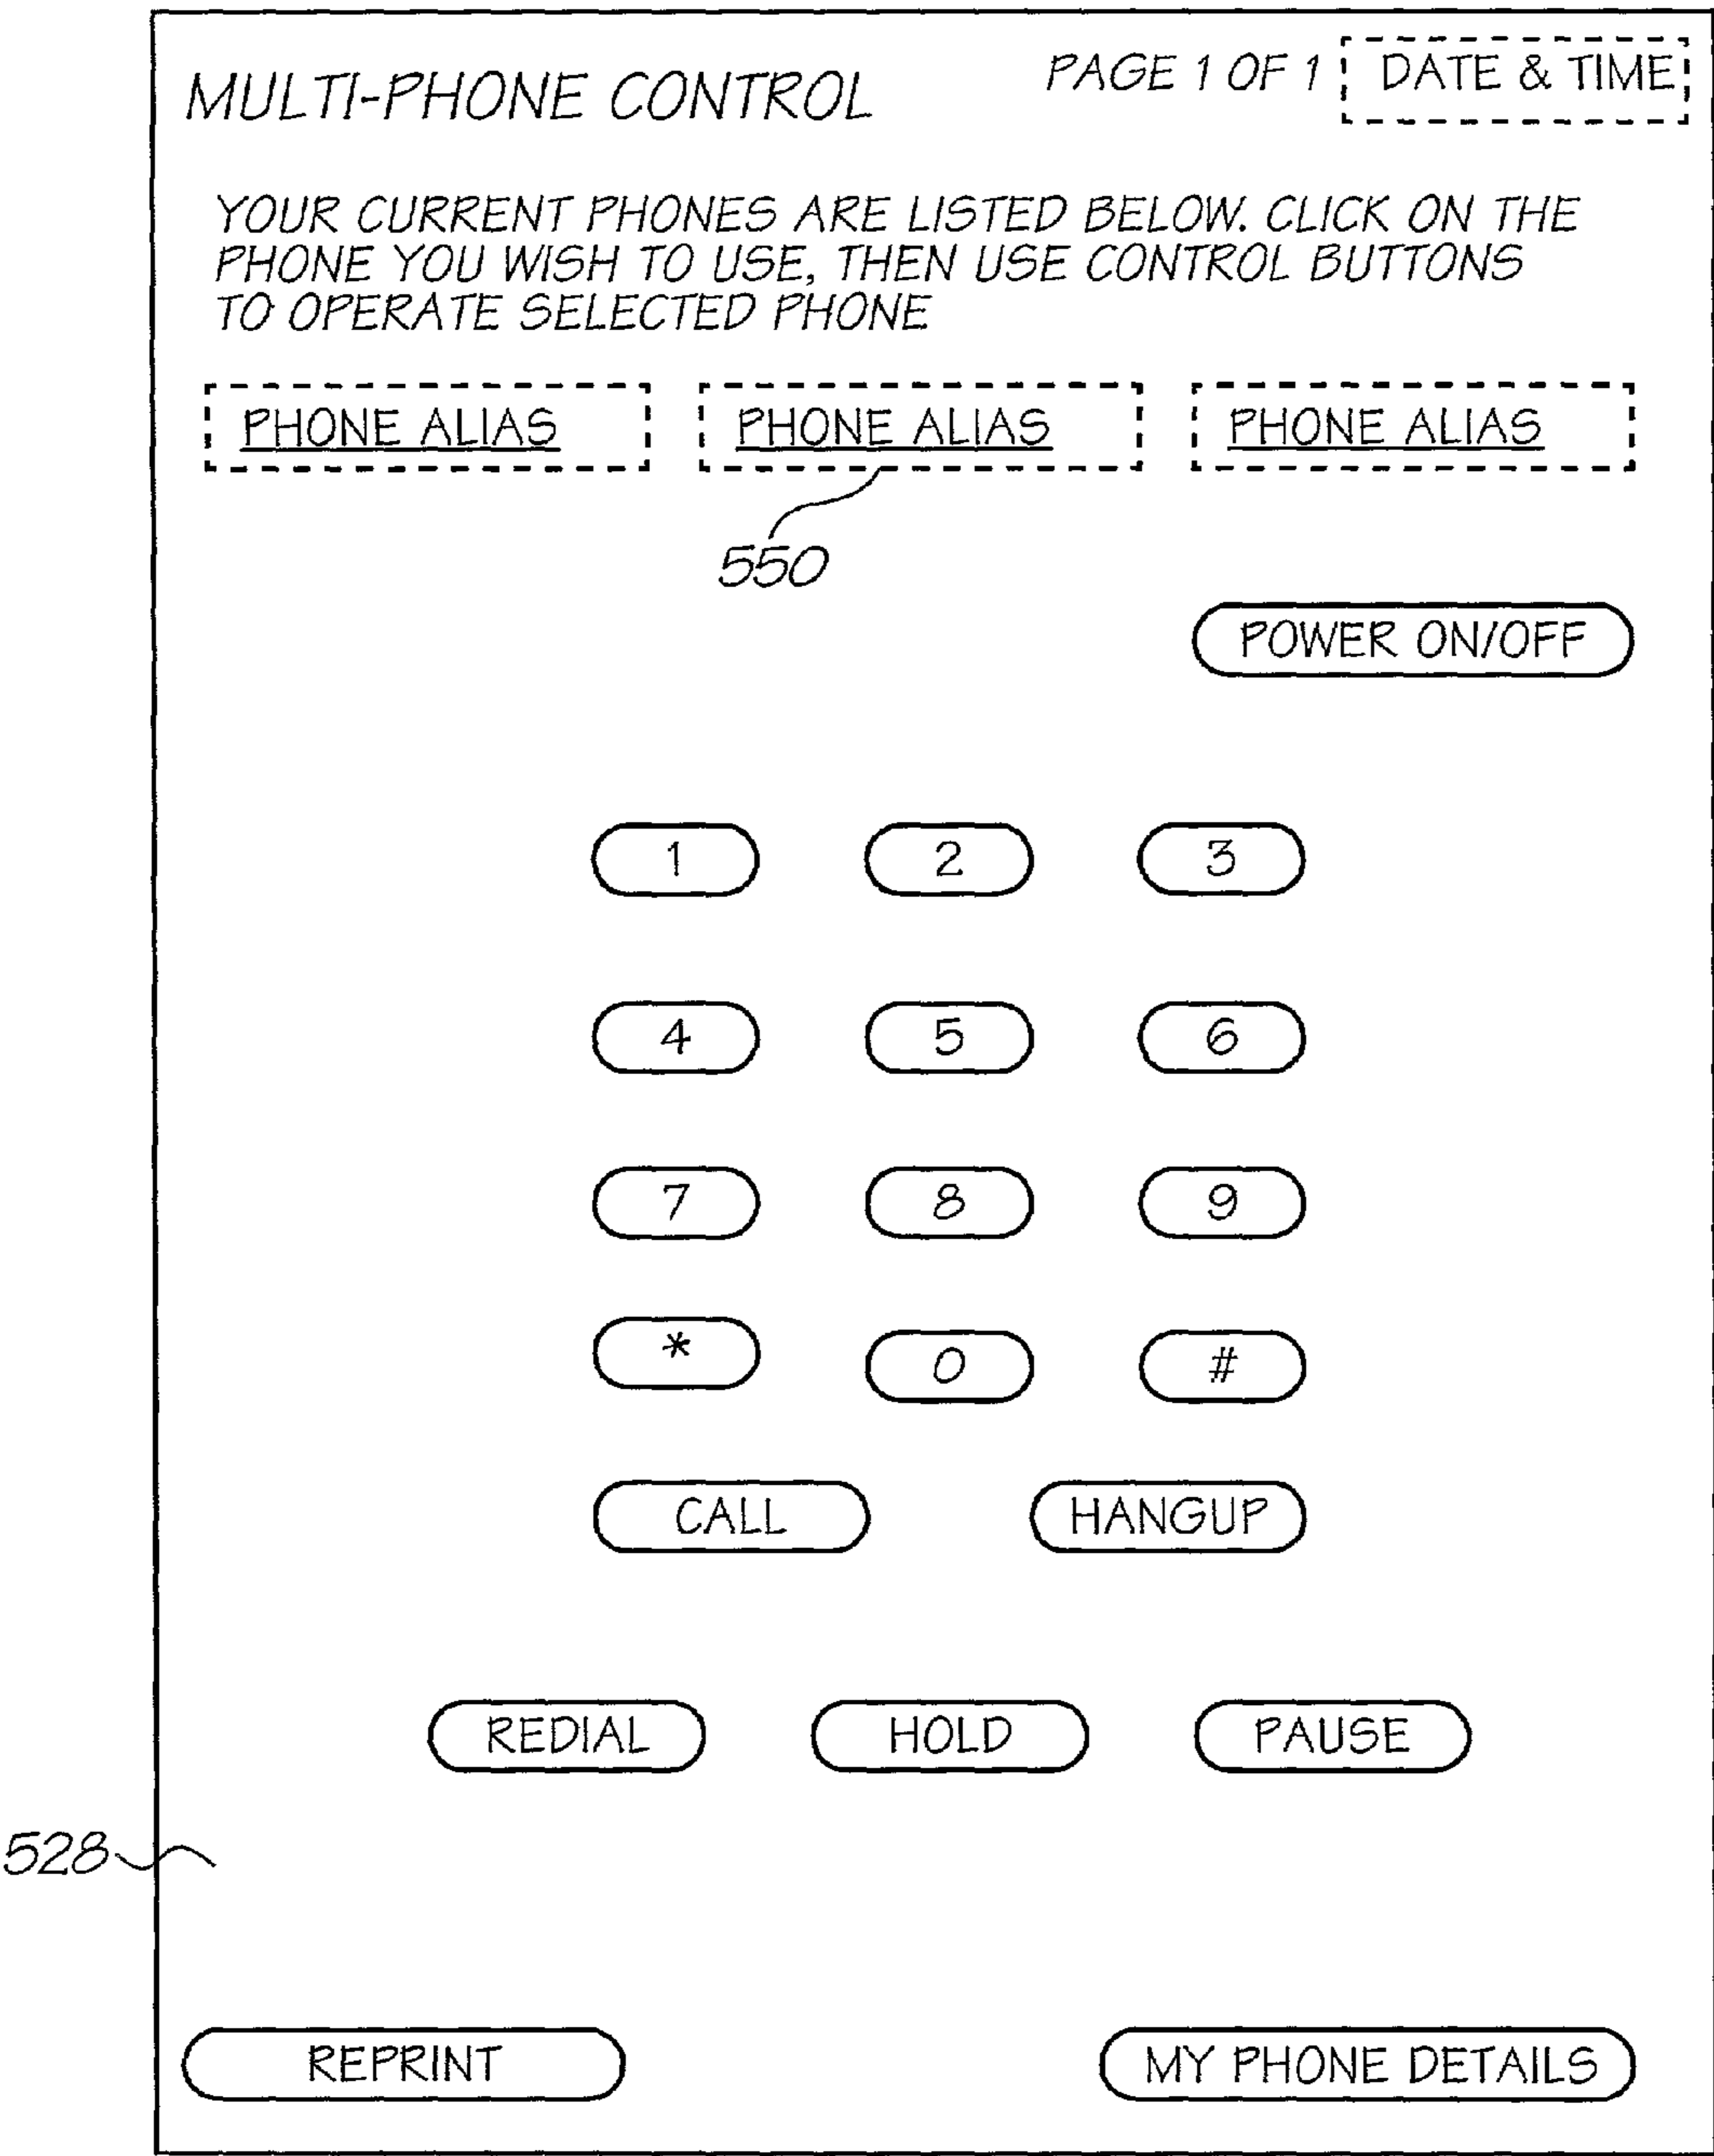 MULTI-PHONE CONTROL
PAGE 1 OF 1 DATE & TIME
YOUR CURRENT PHONES ARE LISTED BELOW. CLICK ON THE
PHONE YOU WISH TO USE, THEN USE CONTROL BUTTONS
TO OPERATE SELECTED PHONE
PHONE ALIAS PHONE ALIAS PHONE ALIAS
550
POWER ON/OFF
1 2 3
4 5 6
7 8 9
* 0 #
CALL HANGUP
REDIAL HOLD PAUSE
528
REPRINT MY PHONE DETAILS